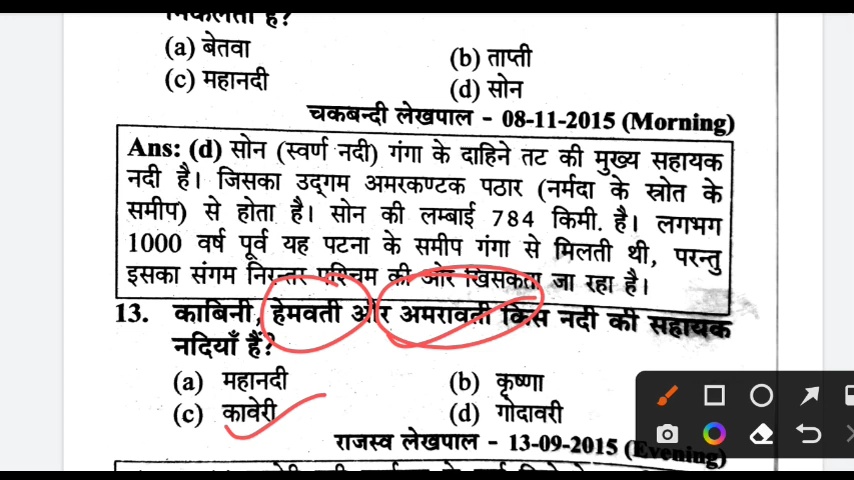 निकलती है?
(a) बेतवा (b) ताप्ती
(c) महानदी (d) सोन
चकबन्दी लेखपाल - 08-11-2015 (Morning)
Ans: (d) सोन (स्वर्ण नदी) गंगा के दाहिने तट की मुख्य सहायक
नदी है। जिसका उद्‌गम अमरकण्टक पठार (नर्मदा के स्रोत के
समीप) से होता है। सोन की लम्बाई 784 किमी. है। लगभग
1000 वर्ष पूर्व यह पटना के समीप गंगा से मिलती थी, परन्तु
इसका संगम निरन्तर पश्चिम की ओर खिसकता जा रहा है।
13. काबिनी, हेमवती और अमरावती किस नदी की सहायक
नदियाँ हैं?
(a) महानदी (b) कृष्णा
(c) कावेरी (d) गोदावरी
राजस्व लेखपाल - 13-09-2015 (Evening)